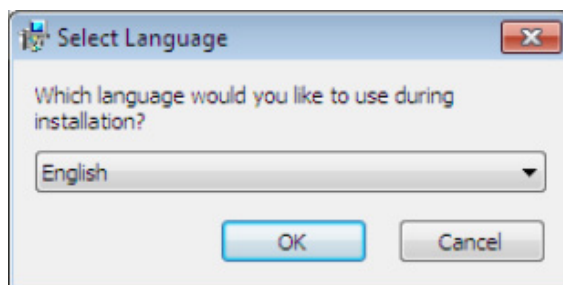 Select Language
Which language would you like to use during
installation?
English
OK
Cancel